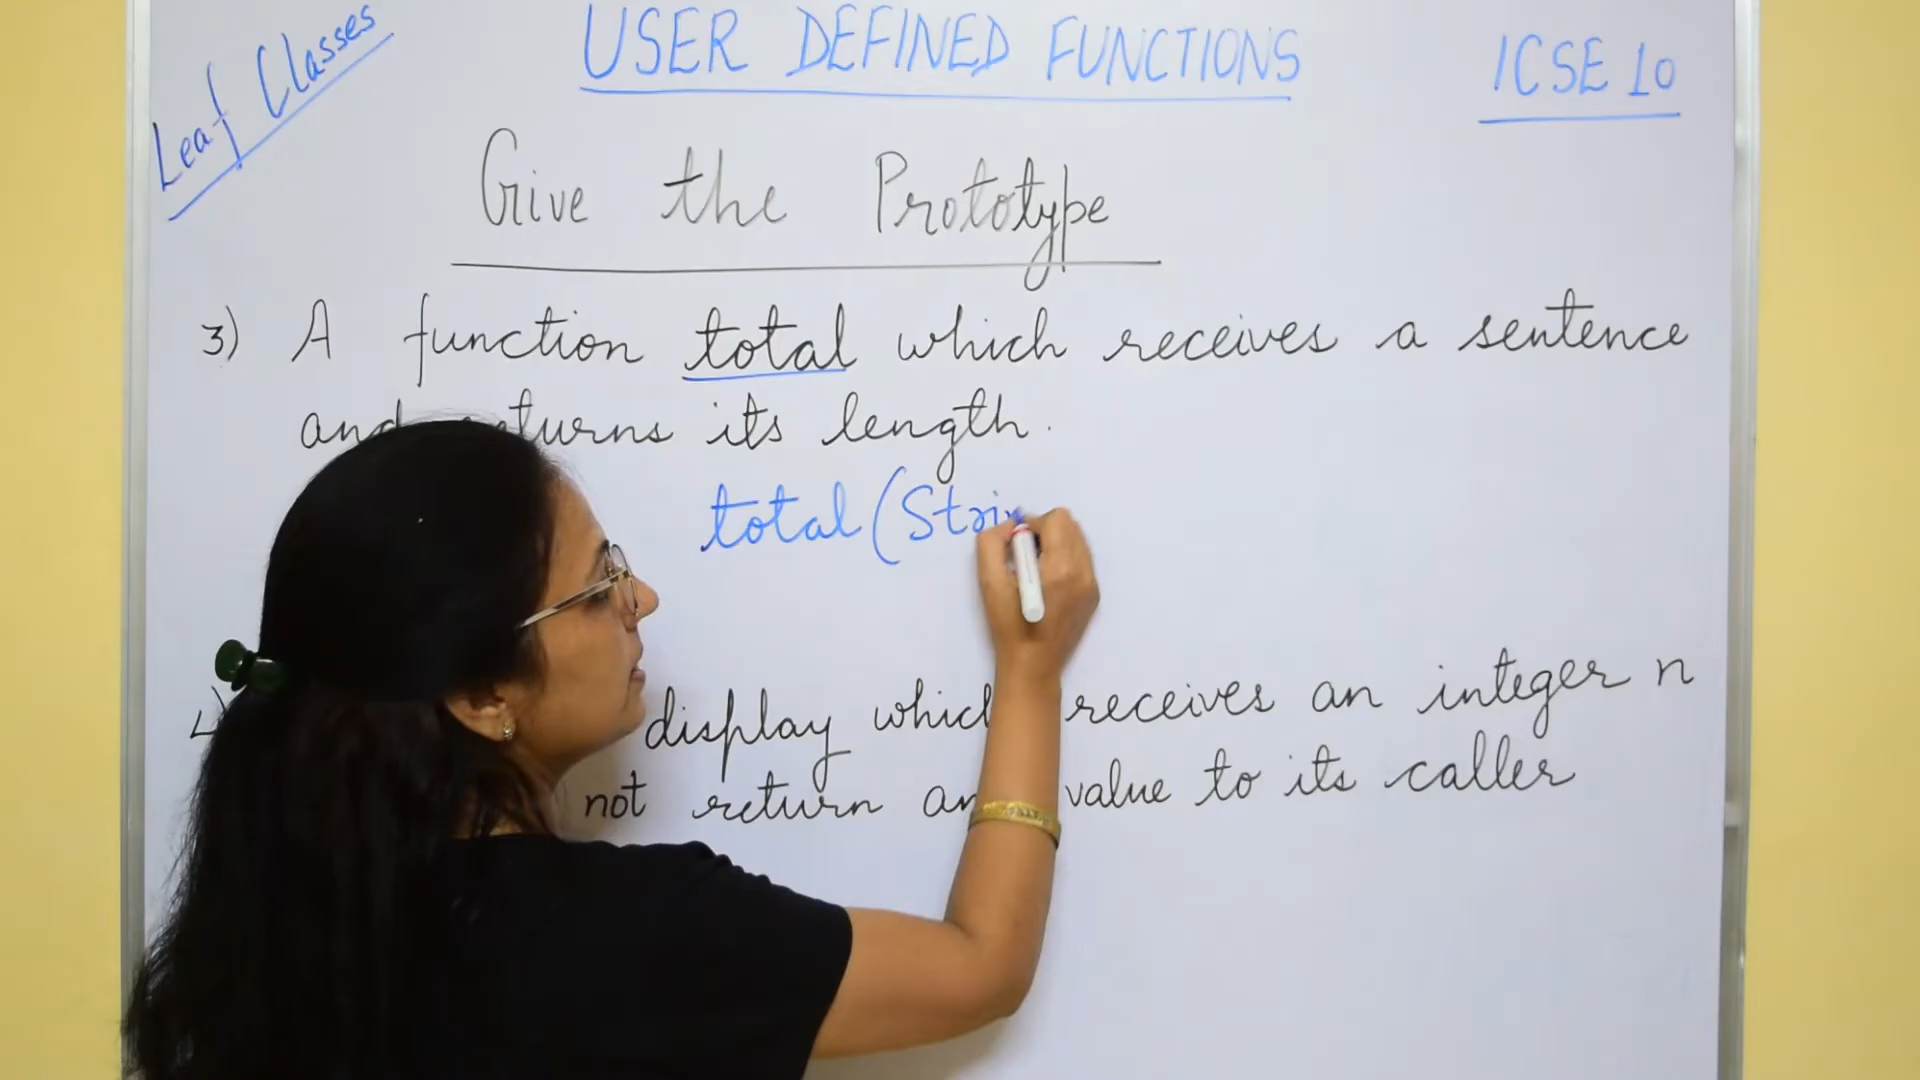 Leaf Classes
USER DEFINED FUNCTIONS
ICSE 10
Give the Prototype
3) A function total which receives a sentence
and returns its length.
total (Strin
display which receives an integer n
not return value to its caller